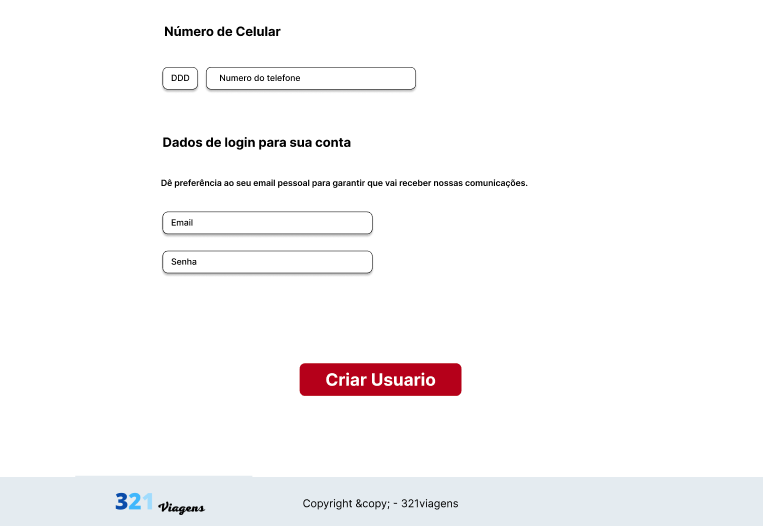 Número de Celular
DDD
Numero do telefone
Dados de login para sua conta
Dê preferência ao seu email pessoal para garantir que vai receber nossas comunicações.
Email
Senha
Criar Usuario
321 Viagens
Copyright &copy; - 321viagens